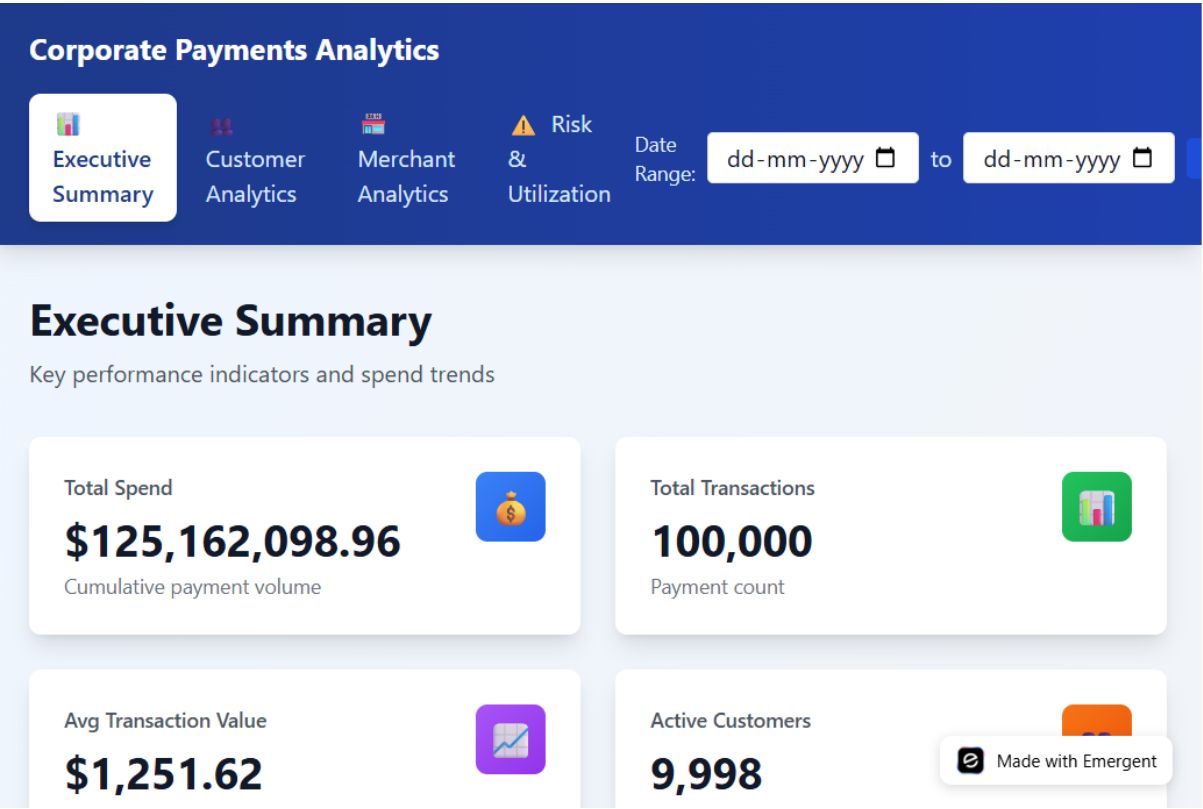 Corporate Payments Analytics
Executive
Summary
Customer
Analytics
Merchant
Analytics
Risk
&
Utilization
Date
Range:
dd-mm-yyyy
to
dd-mm-yyyy
Executive Summary
Key performance indicators and spend trends
Total Spend
$125,162,098.96
Cumulative payment volume
Total Transactions
100,000
Payment count
Avg Transaction Value
$1,251.62
Active Customers
9,998
Made with Emergent